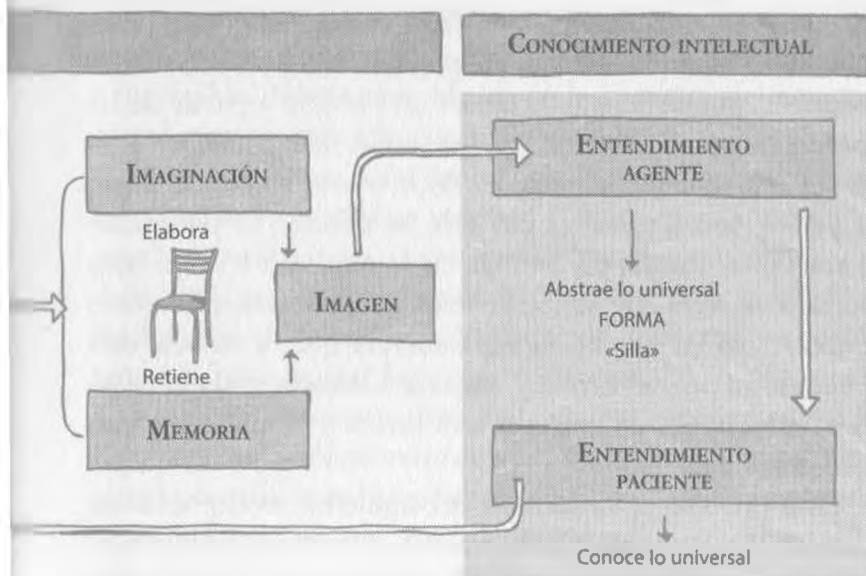 CONOCIMIENTO INTELECTUAL
IMAGINACIÓN
Elabora
Retiene
MEMORIA
IMAGEN
ENTENDIMIENTO
AGENTE
Abstrae lo universal
FORMA
«Silla»
ENTENDIMIENTO
PACIENTE
Conoce lo universal